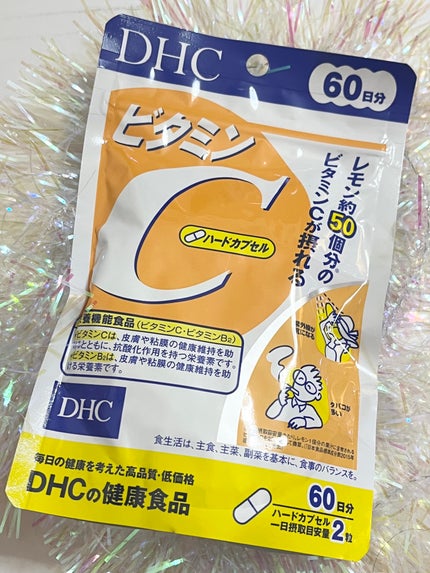 DHC
60日分
ビタミン
C
レモン約50個分の
ビタミンCが摂れる
ハードカプセル
養機能食品(ビタミンC・ビタミンB₂)
ビタミンCは、皮膚や粘膜の健康維持を助
とともに、抗酸化作用を持つ栄養素です。
ビタミンB₂は、皮膚や粘膜の健康維持を助
る栄養素です。
タバコが
多い
DHC
食生活は、主食、主菜、副菜を基本に、食事のバランスを。
毎日の健康を考えた高品質・低価格
DHCの健康食品
60日分
ハードカプセル
一日摂取目安量2粒